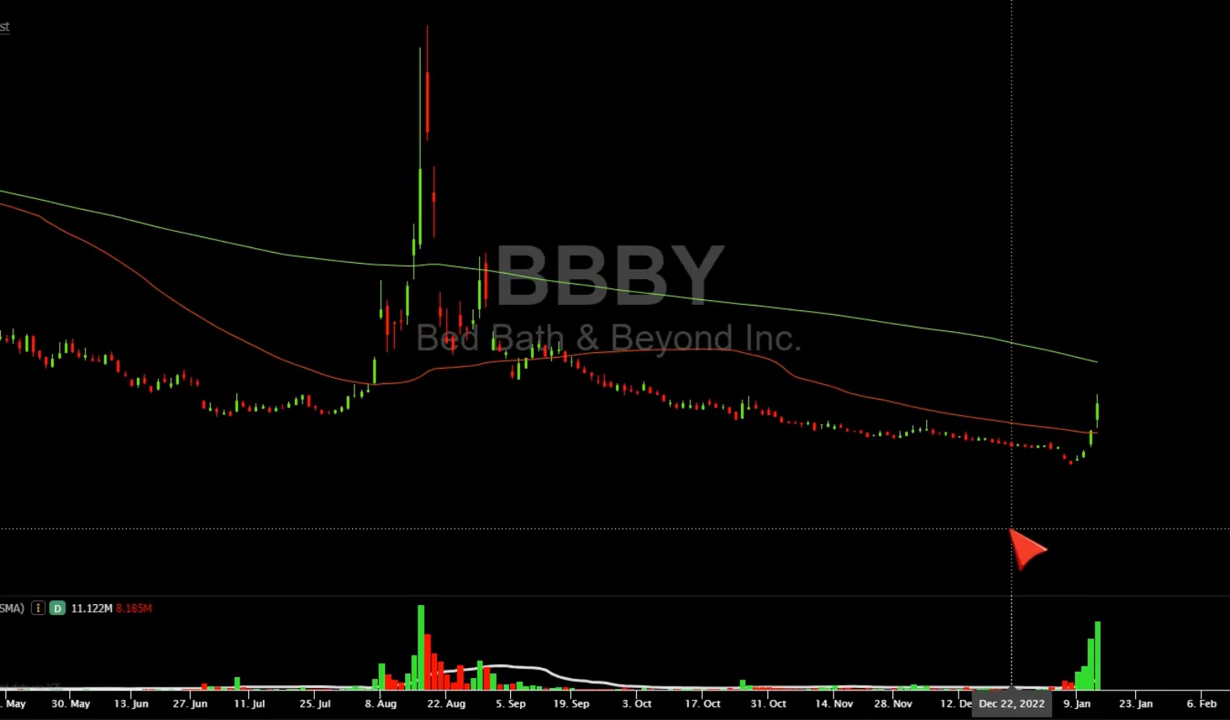 st
BBBY
Bed Bath & Beyond Inc.
SMA) D 11.122M 8.185M
. May 30. May 13. Jun 27. Jun 11. Jul 25. Jul 8. Aug 22. Aug 5. Sep 19. Sep 3. Oct 17. Oct 31. Oct 14. Nov 28. Nov 12. De Dec 22, 2022 9. Jan 23. Jan 6. Feb